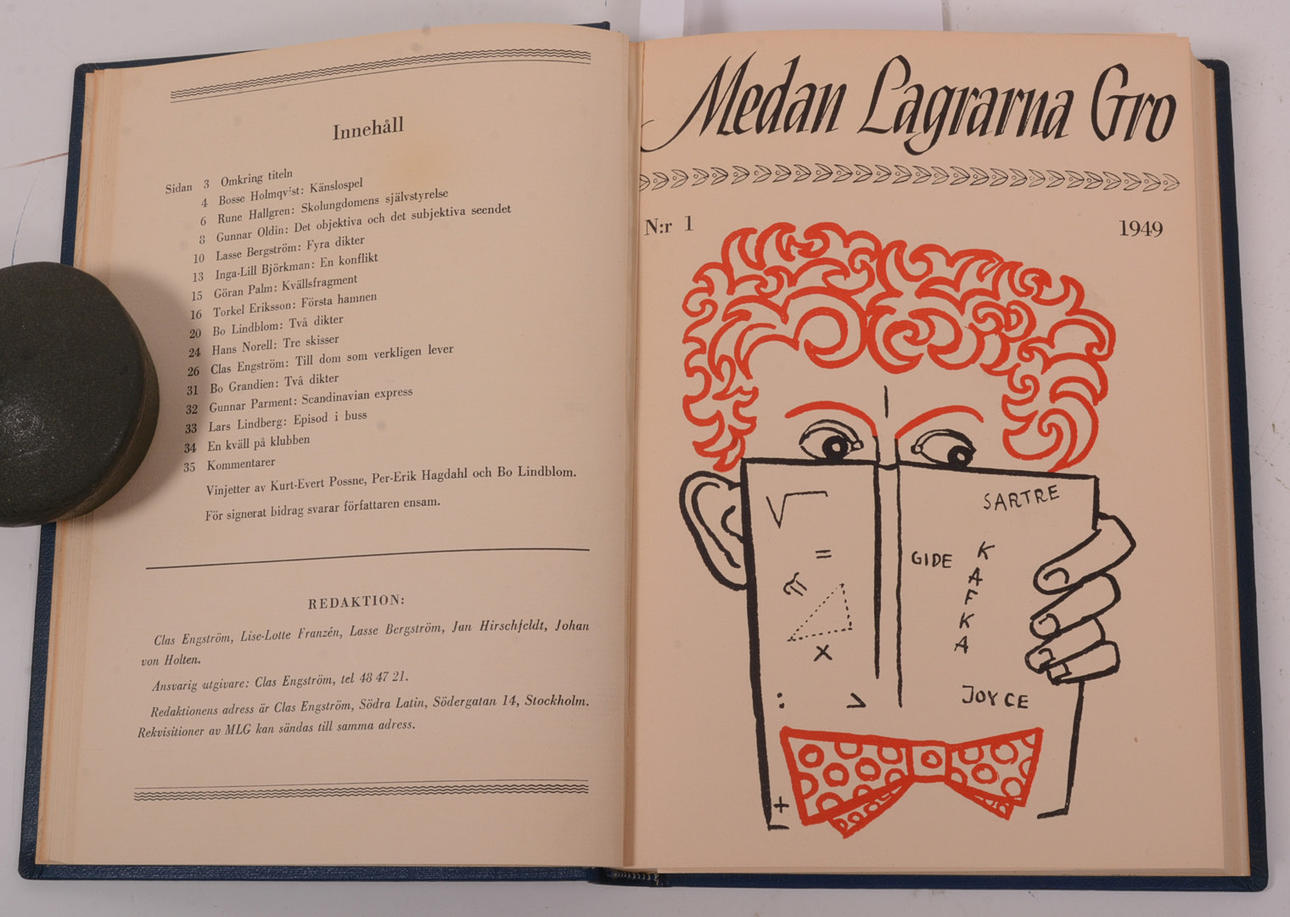 Innehåll
Sidan 3 Omkring titeln
4 Bosse Holmqvist: Känslospel
6 Rune Hallgren: Skolungdomens självstyrelse
8 Gunnar Oldin: Det objektiva och det subjektiva seendet
10 Lasse Bergström: Fyra dikter
13 Inga-Lill Björkman: En konflikt
15 Göran Palm: Kvällsfragment
16 Torkel Eriksson: Första hamnen
20 Bo Lindblom: Två dikter
24 Hans Norell: Tre skisser
26 Clas Engström: Till dom som verkligen lever
31 Bo Grandien: Två dikter
32 Gunnar Parment: Scandinavian express
33 Lars Lindberg: Episod i buss
34 En kväll på klubben
35 Kommentarer
Vinjetter av Kurt-Evert Possne, Per-Erik Hagdahl och Bo Lindblom.
För signerat bidrag svarar författaren ensam.
REDAKTION:
Clas Engström, Lise-Lotte Franzén, Lasse Bergström, Jan Hirschfeldt, Johan
von Holten.
Ansvarig utgivare: Clas Engström, tel 48 47 21.
Redaktionens adress är Clas Engström, Södra Latin, Södergatan 14, Stockholm.
Rekvisitioner av MLG kan sändas till samma adress.
Medan Lagrarna Gro
N:r 1 1949
√
=
π
x
: >
+
SARTRE
GIDE
KAFKA
JOYCE